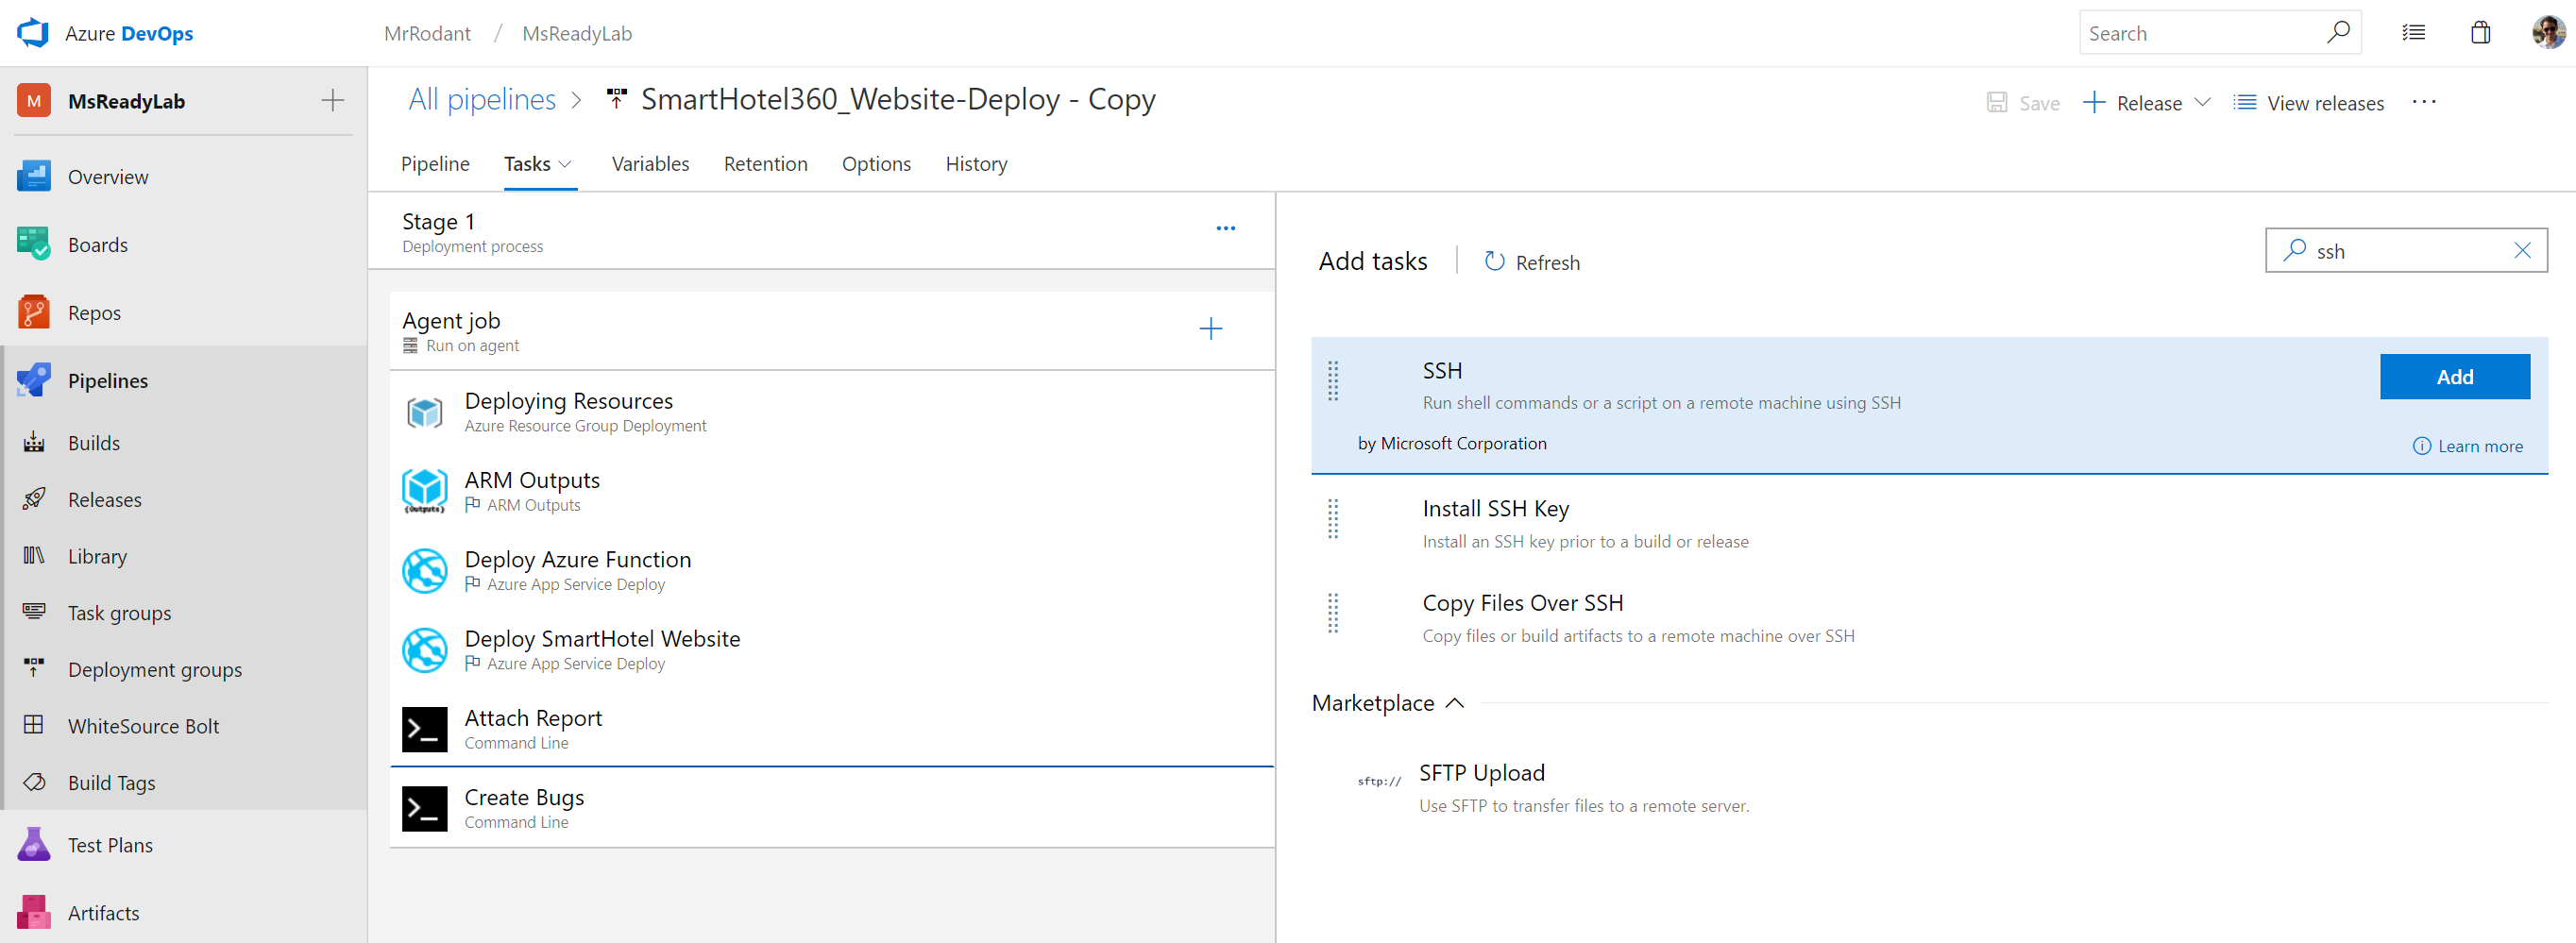 Azure DevOps
MrRodant / MsReadyLab
Search
M MsReadyLab
Overview
Boards
Repos
Pipelines
Builds
Releases
Library
Task groups
Deployment groups
WhiteSource Bolt
Build Tags
Test Plans
Artifacts
All pipelines > SmartHotel360_Website-Deploy - Copy
Save
Release
View releases
...
Pipeline Tasks Variables Retention Options History
Stage 1
Deployment process
...
Agent job
Run on agent
Deploying Resources
Azure Resource Group Deployment
{Outputs}
ARM Outputs
ARM Outputs
Deploy Azure Function
Azure App Service Deploy
Deploy SmartHotel Website
Azure App Service Deploy
Attach Report
Command Line
Create Bugs
Command Line
Add tasks
Refresh
ssh
SSH
Run shell commands or a script on a remote machine using SSH
Add
by Microsoft Corporation
Learn more
Install SSH Key
Install an SSH key prior to a build or release
Copy Files Over SSH
Copy files or build artifacts to a remote machine over SSH
Marketplace
sftp://
SFTP Upload
Use SFTP to transfer files to a remote server.